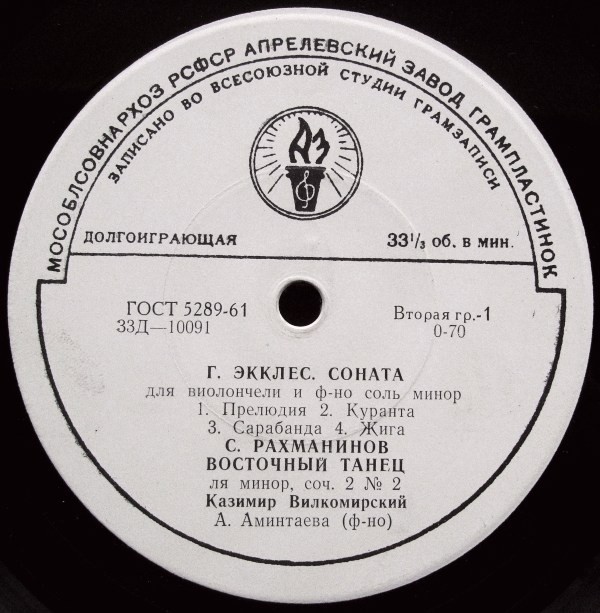 МОСОБЛСОВНАРХОЗ РСФСР АПРЕЛЕВСКИЙ ЗАВОД ГРАМПЛАСТИНОК
ЗАПИСАНО ВО ВСЕСОЮЗНОЙ СТУДИИ ГРАМЗАПИСИ
АЗ
ДОЛГОИГРАЮЩАЯ
33⅓ об. в мин.
ГОСТ 5289-61
33Д—10091
Вторая гр.-1
0-70
Г. ЭККЛЕС. СОНАТА
для виолончели и ф-но соль минор
1. Прелюдия 2. Куранта
3. Сарабанда 4. Жига
С. РАХМАНИНОВ
ВОСТОЧНЫЙ ТАНЕЦ
ля минор, соч. 2 № 2
Казимир Вилкомирский
А. Аминтаева (ф-но)